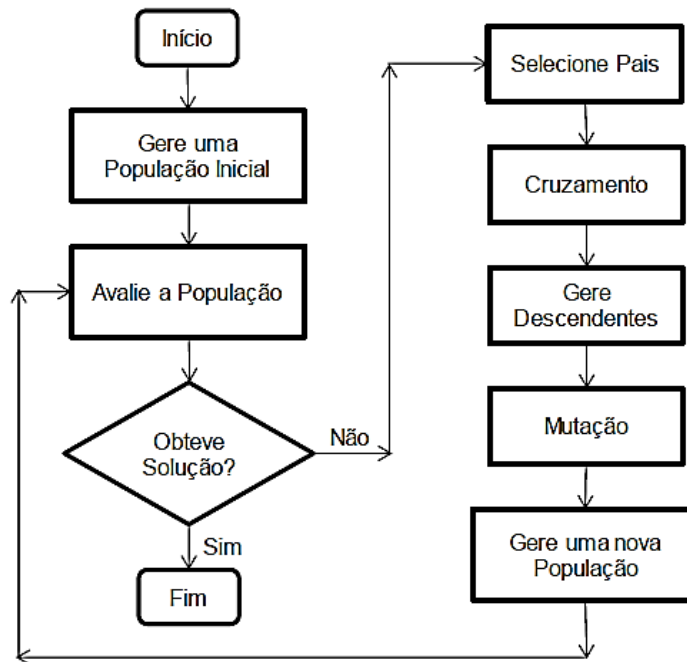 Início
Gere uma
População Inicial
Avalie a População
Obteve
Solução?
Não
Sim
Fim
Selecione Pais
Cruzamento
Gere
Descendentes
Mutação
Gere uma nova
População